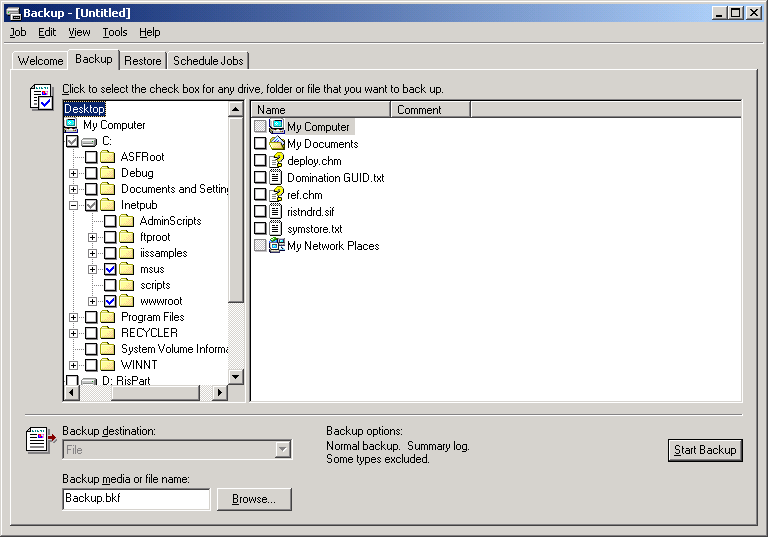 Backup - [Untitled]
Job Edit View Tools Help
Welcome Backup Restore Schedule Jobs
Click to select the check box for any drive, folder or file that you want to back up.
Desktop
My Computer
C:
ASFRoot
Debug
Documents and Setting
Inetpub
AdminScripts
ftproot
iissamples
msus
scripts
wwwroot
Program Files
RECYCLER
System Volume Informa
WINNT
D: RisPart
Name Comment
My Computer
My Documents
deploy.chm
Domination GUID.txt
ref.chm
ristndrd.sif
symstore.txt
My Network Places
Backup destination:
File
Backup media or file name:
Backup.bkf
Browse...
Backup options:
Normal backup. Summary log.
Some types excluded.
Start Backup